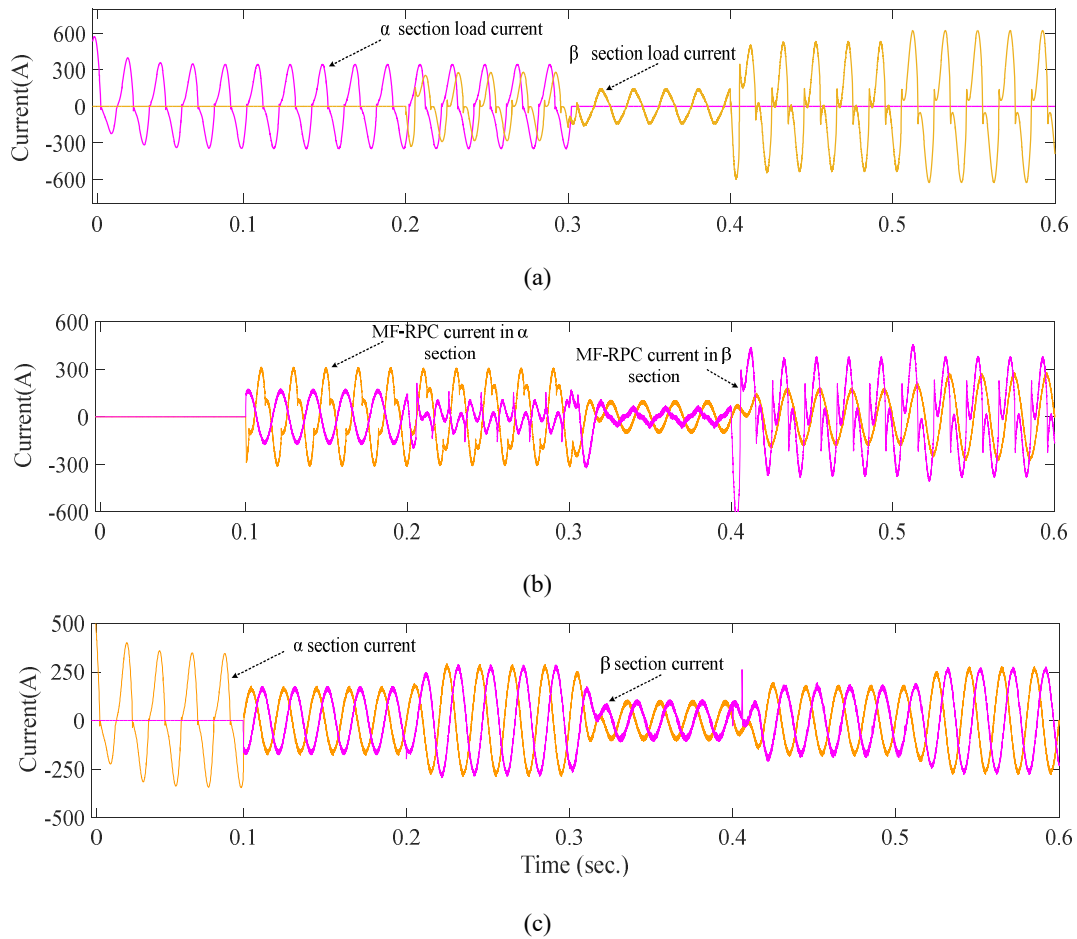 600
300
0
-300
-600
Current(A)
α section load current
β section load current
0 0.1 0.2 0.3 0.4 0.5 0.6
(a)
600
300
0
-300
-600
Current(A)
MF-RPC current in α
section
MF-RPC current in β
section
0 0.1 0.2 0.3 0.4 0.5 0.6
(b)
500
250
0
-250
-500
Current(A)
α section current
β section current
0 0.1 0.2 0.3 0.4 0.5 0.6
Time (sec.)
(c)